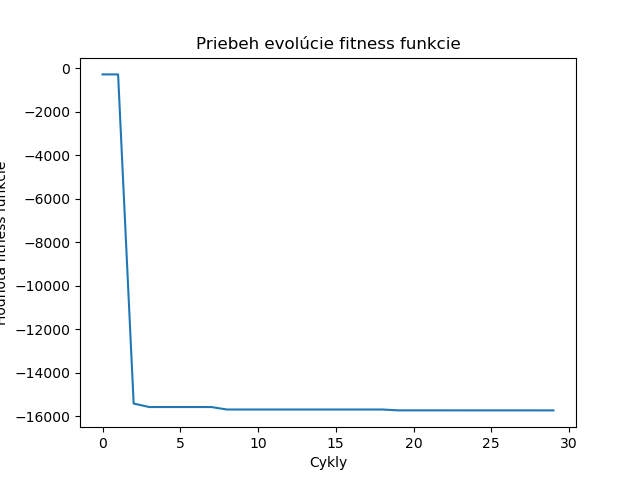 Priebeh evolúcie fitness funkcie
0
−2000
−4000
−6000
−8000
−10000
−12000
−14000
−16000
Hodnota fitness funkcie
0 5 10 15 20 25 30
Cykly